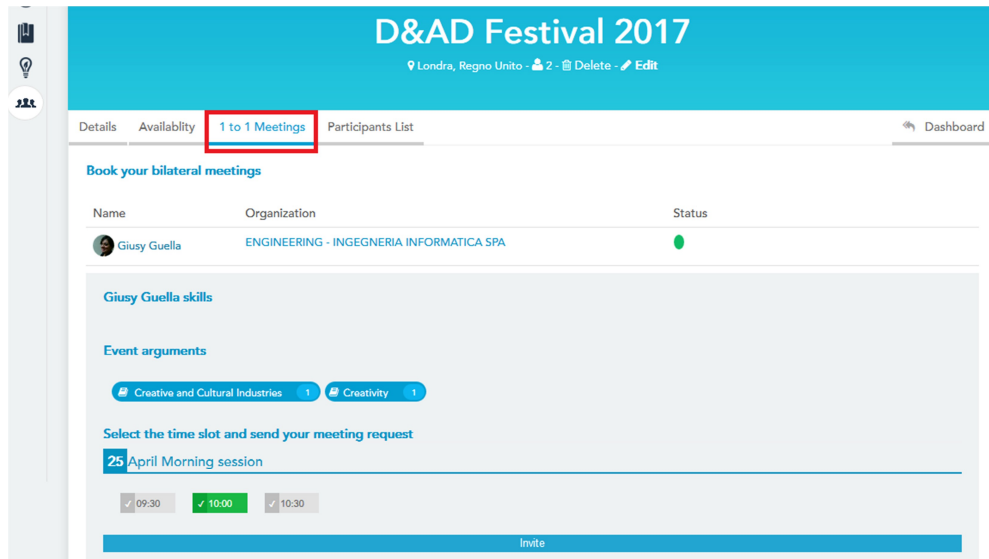 D&AD Festival 2017
Londra, Regno Unito - 2 - Delete - Edit
Details Availablity 1 to 1 Meetings Participants List Dashboard
Book your bilateral meetings
Name Organization Status
Giusy Guella ENGINEERING - INGEGNERIA INFORMATICA SPA
Giusy Guella skills
Event arguments
Creative and Cultural Industries 1 Creativity 1
Select the time slot and send your meeting request
25 April Morning session
09:30 10:00 10:30
Invite